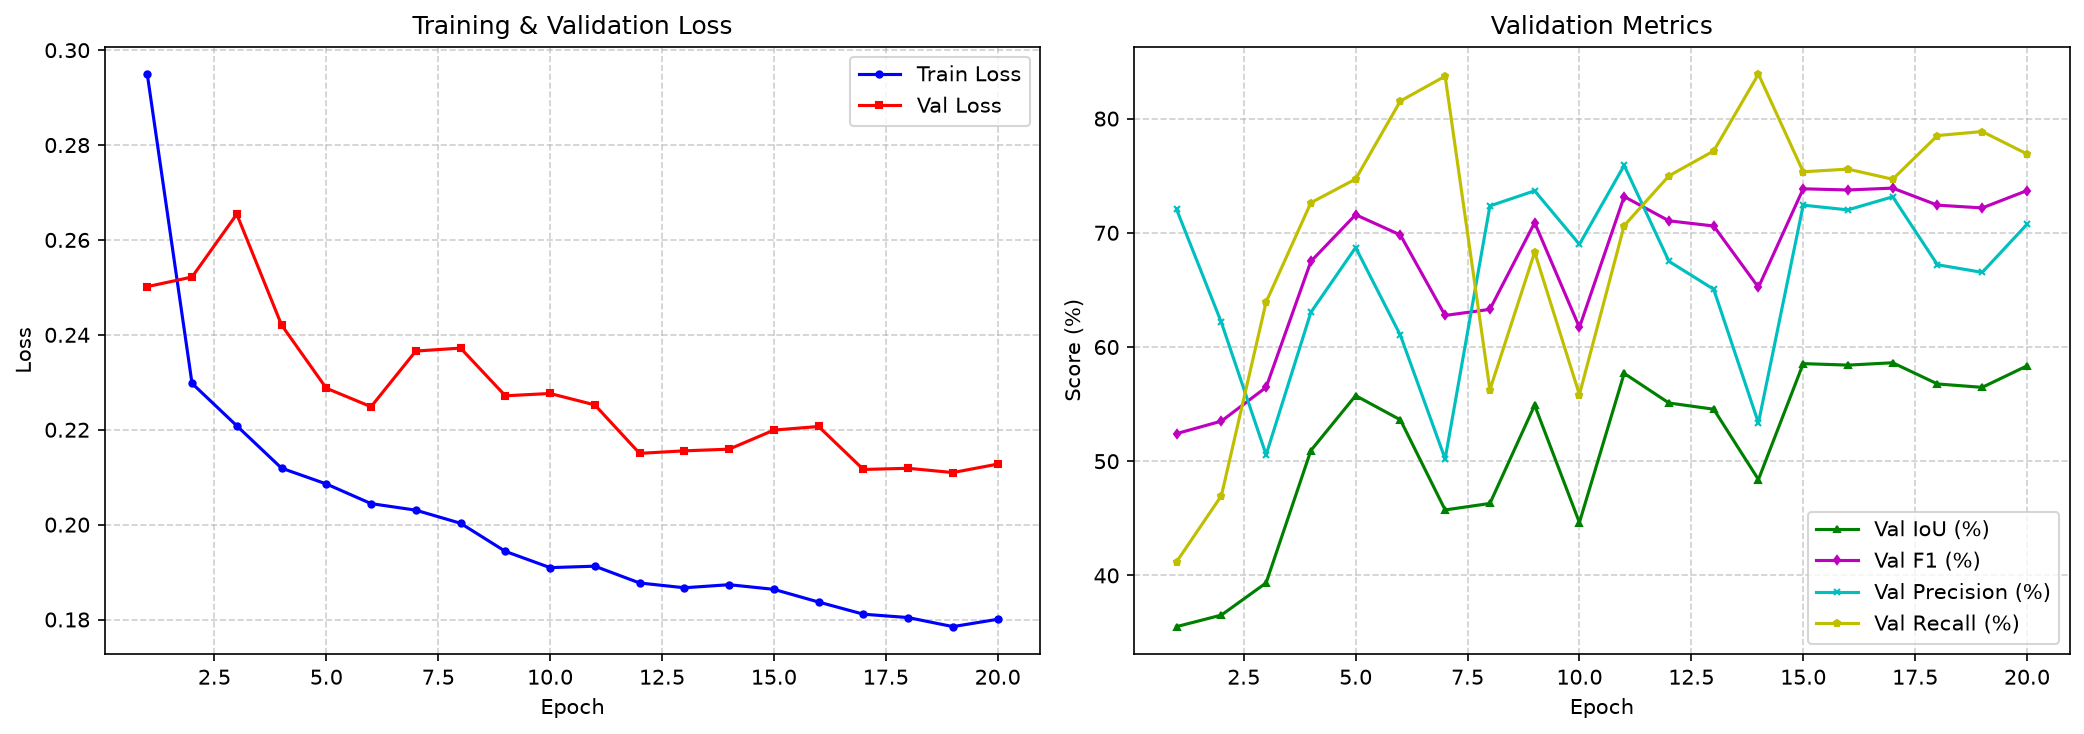 Training & Validation Loss
0.30
0.28
0.26
0.24
0.22
0.20
0.18
Loss
2.5 5.0 7.5 10.0 12.5 15.0 17.5 20.0
Epoch
Train Loss
Val Loss
Validation Metrics
80
70
60
50
40
Score (%)
2.5 5.0 7.5 10.0 12.5 15.0 17.5 20.0
Epoch
Val IoU (%)
Val F1 (%)
Val Precision (%)
Val Recall (%)